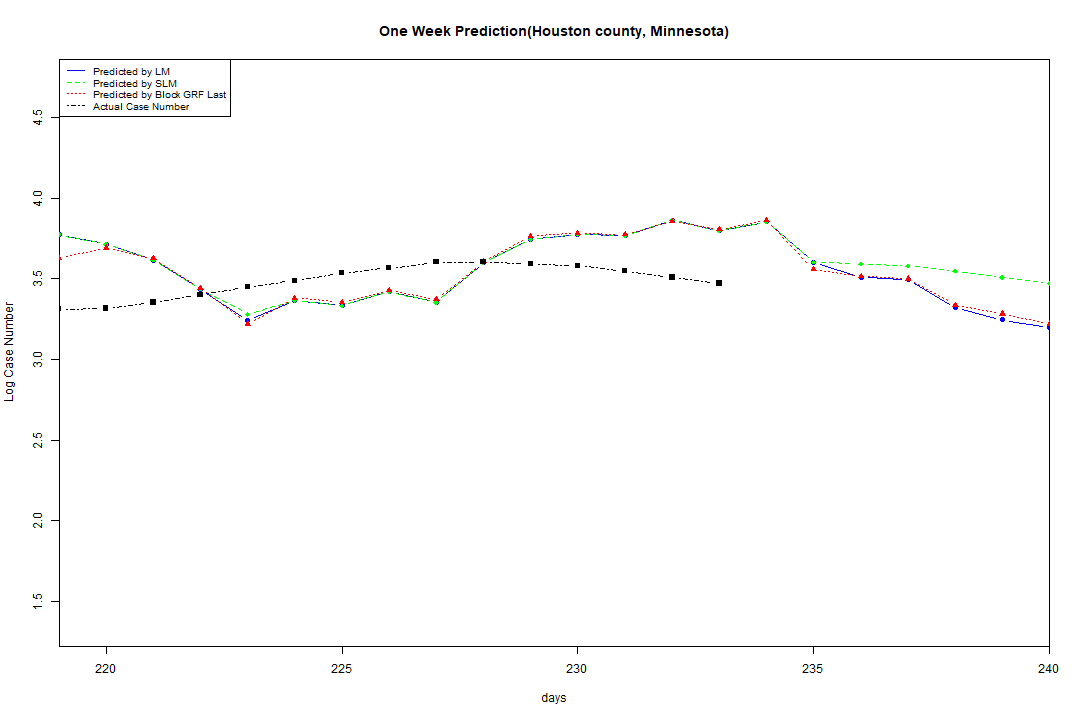 One Week Prediction(Houston county, Minnesota)
Predicted by LM
Predicted by SLM
Predicted by Block GRF Last
Actual Case Number
4.5
4.0
3.5
3.0
2.5
2.0
1.5
Log Case Number
220
225
230
235
240
days